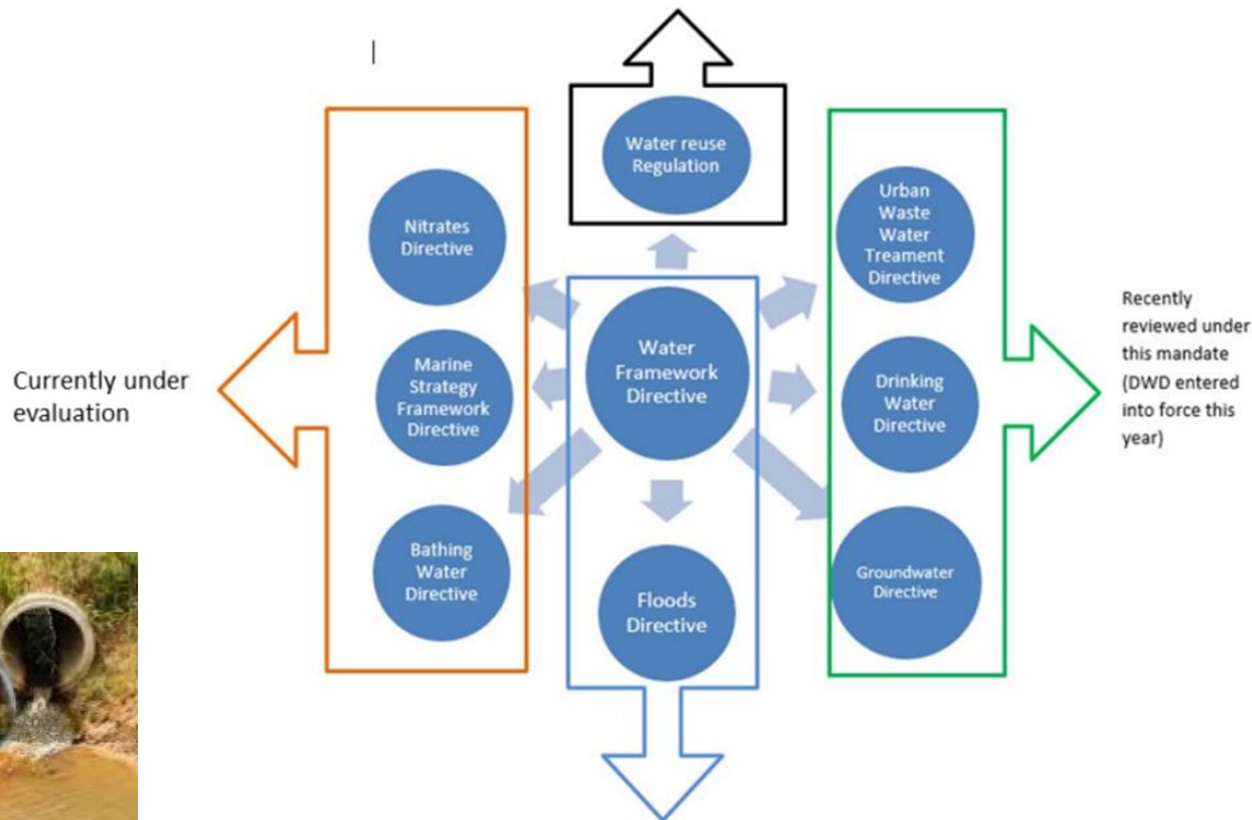 Water reuse
Regulation
Nitrates
Directive
Urban
Waste
Water
Treament
Directive
Currently under
evaluation
Marine
Strategy
Framework
Directive
Water
Framework
Directive
Drinking
Water
Directive
Recently
reviewed under
this mandate
(DWD entered
into force this
year)
Bathing
Water
Directive
Floods
Directive
Groundwater
Directive